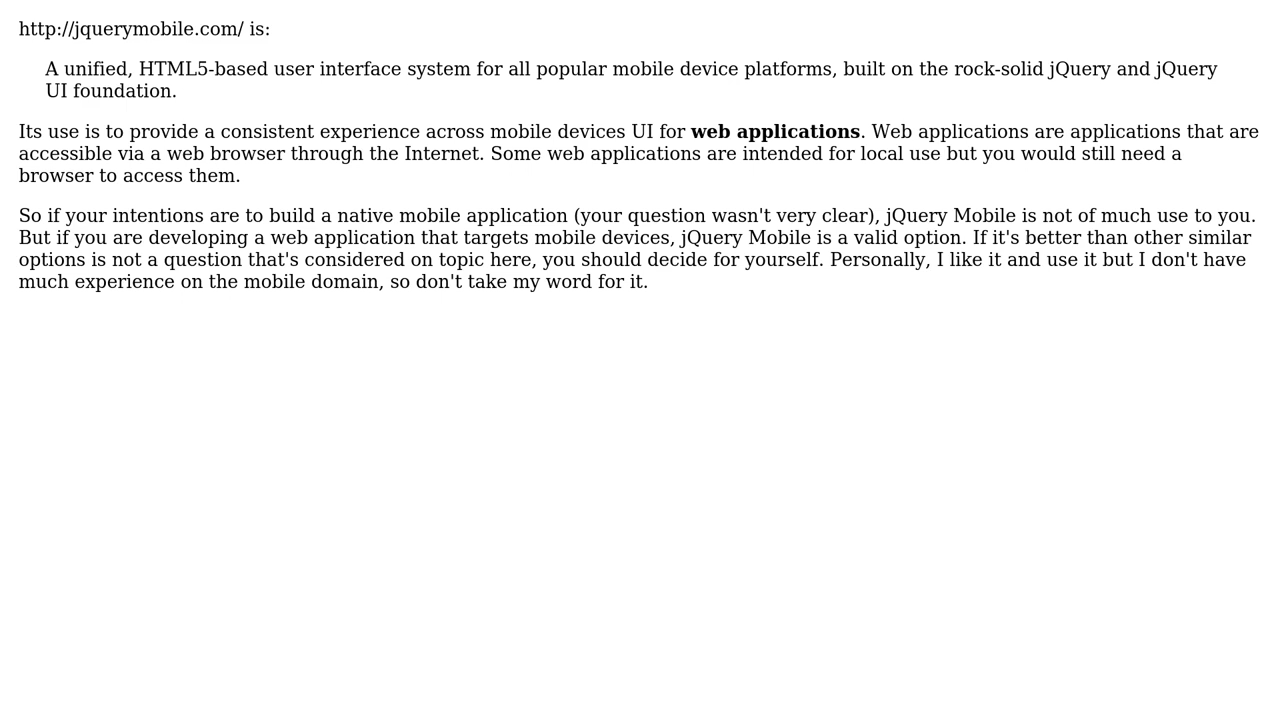 http://jquerymobile.com/ is:
A unified, HTML5-based user interface system for all popular mobile device platforms, built on the rock-solid jQuery and jQuery
UI foundation.
Its use is to provide a consistent experience across mobile devices UI for web applications. Web applications are applications that are
accessible via a web browser through the Internet. Some web applications are intended for local use but you would still need a
browser to access them.
So if your intentions are to build a native mobile application (your question wasn't very clear), jQuery Mobile is not of much use to you.
But if you are developing a web application that targets mobile devices, jQuery Mobile is a valid option. If it's better than other similar
options is not a question that's considered on topic here, you should decide for yourself. Personally, I like it and use it but I don't have
much experience on the mobile domain, so don't take my word for it.